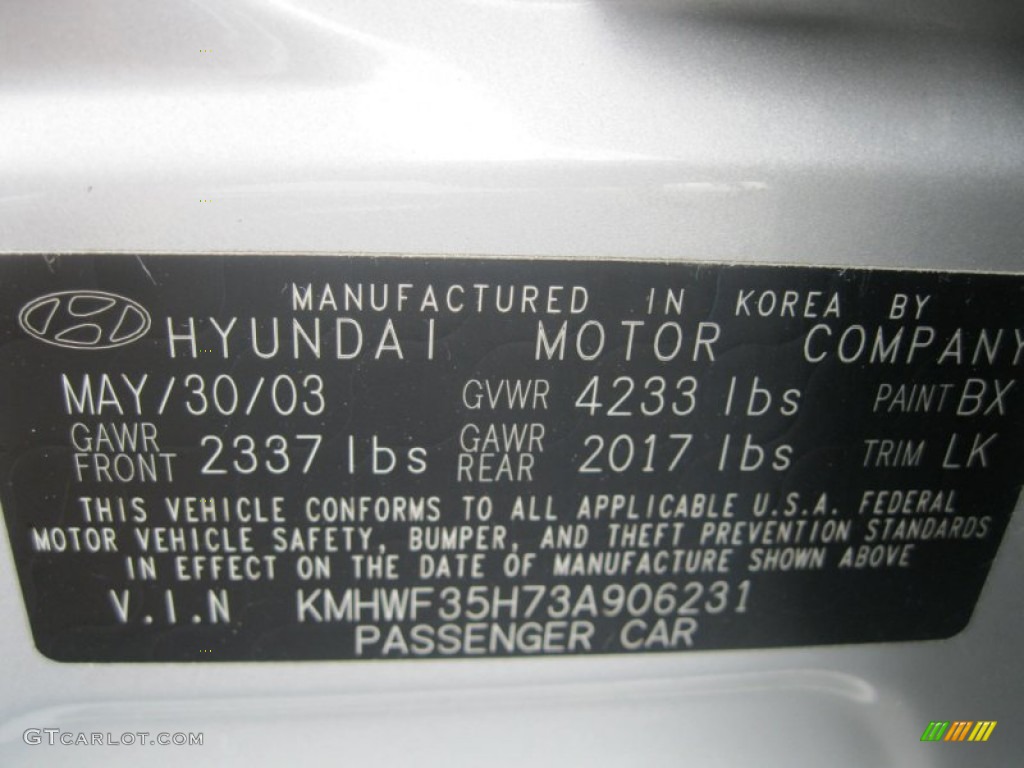 MANUFACTURED IN KOREA BY
HYUNDAI MOTOR COMPANY
MAY/30/03 GVWR 4233 lbs PAINT BX
GAWR FRONT 2337 lbs GAWR REAR 2017 lbs TRIM LK
THIS VEHICLE CONFORMS TO ALL APPLICABLE U.S.A. FEDERAL
MOTOR VEHICLE SAFETY, BUMPER, AND THEFT PREVENTION STANDARDS
IN EFFECT ON THE DATE OF MANUFACTURE SHOWN ABOVE
V.I.N KMHWF35H73A906231
PASSENGER CAR
GTCARLOT.COM